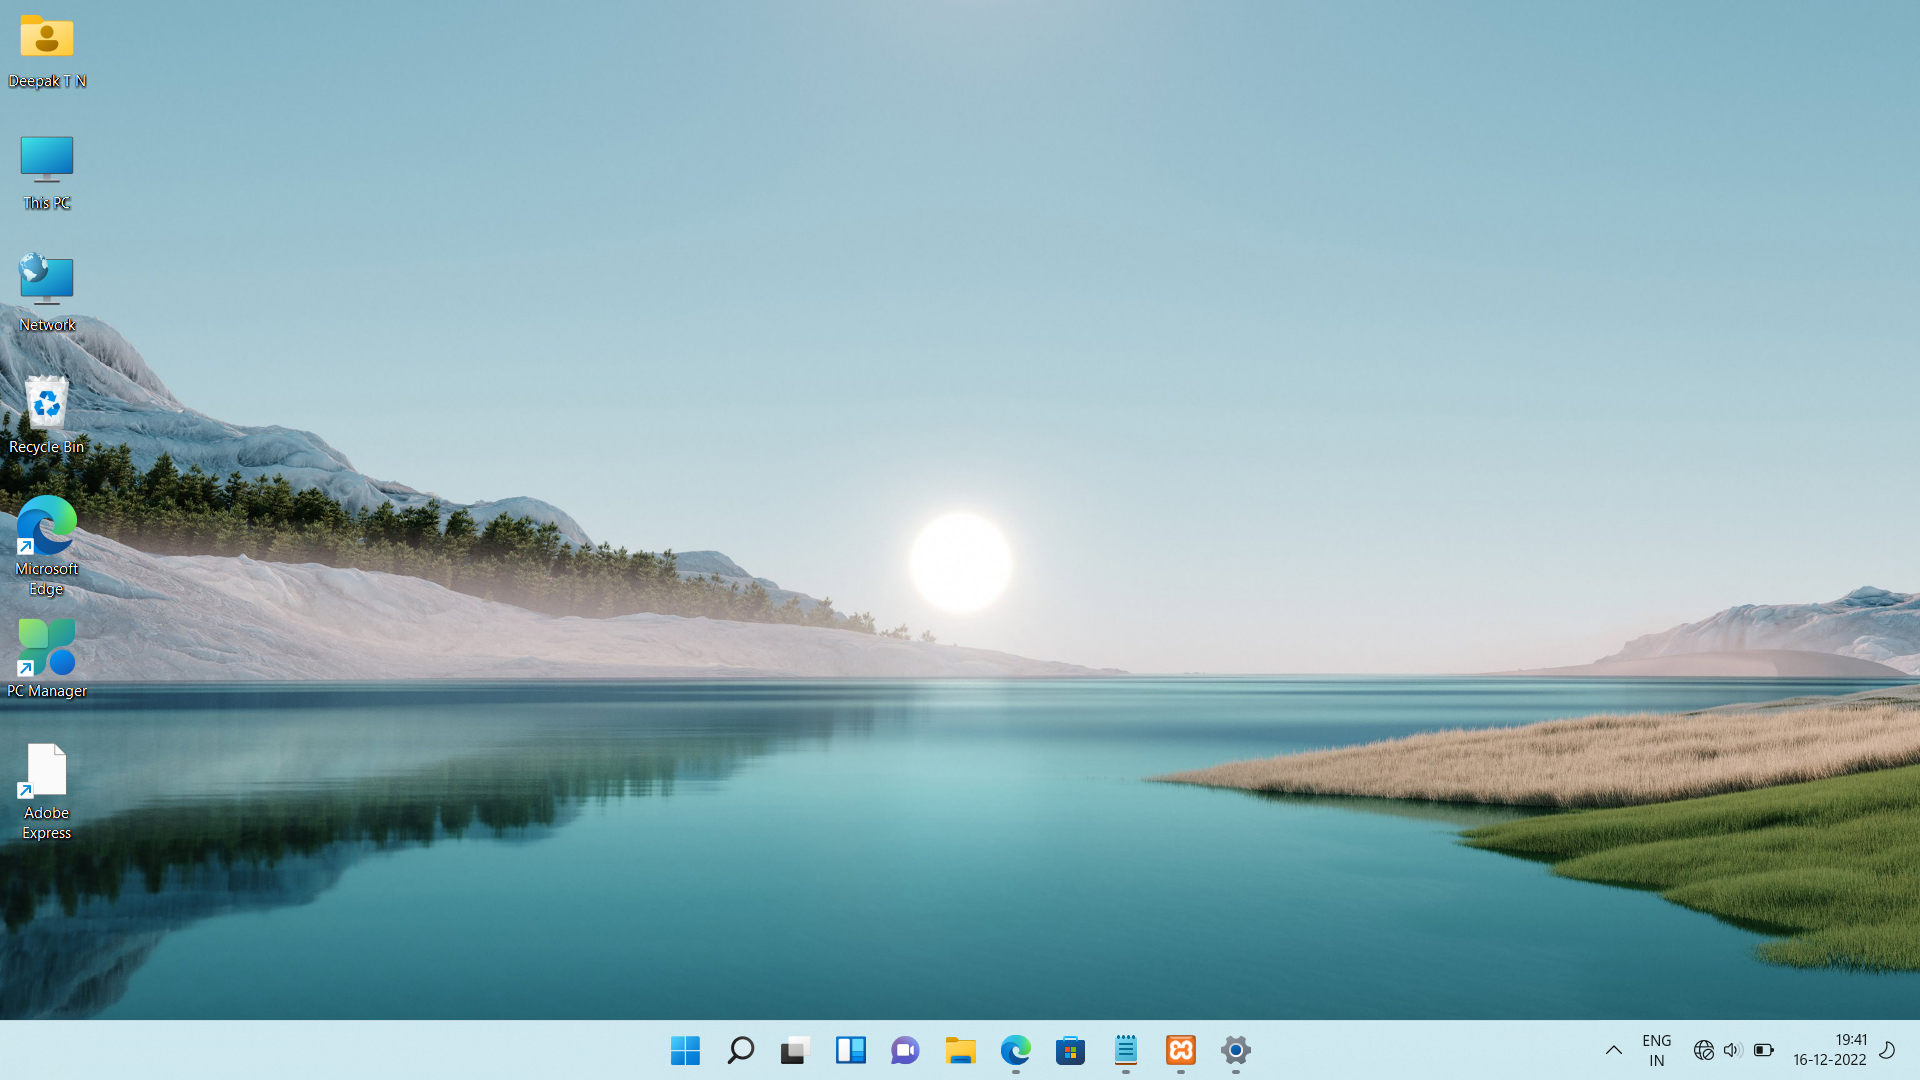 Deepak T N
This PC
Network
Recycle Bin
Microsoft
Edge
PC Manager
Adobe
Express
ENG
IN
19:41
16-12-2022